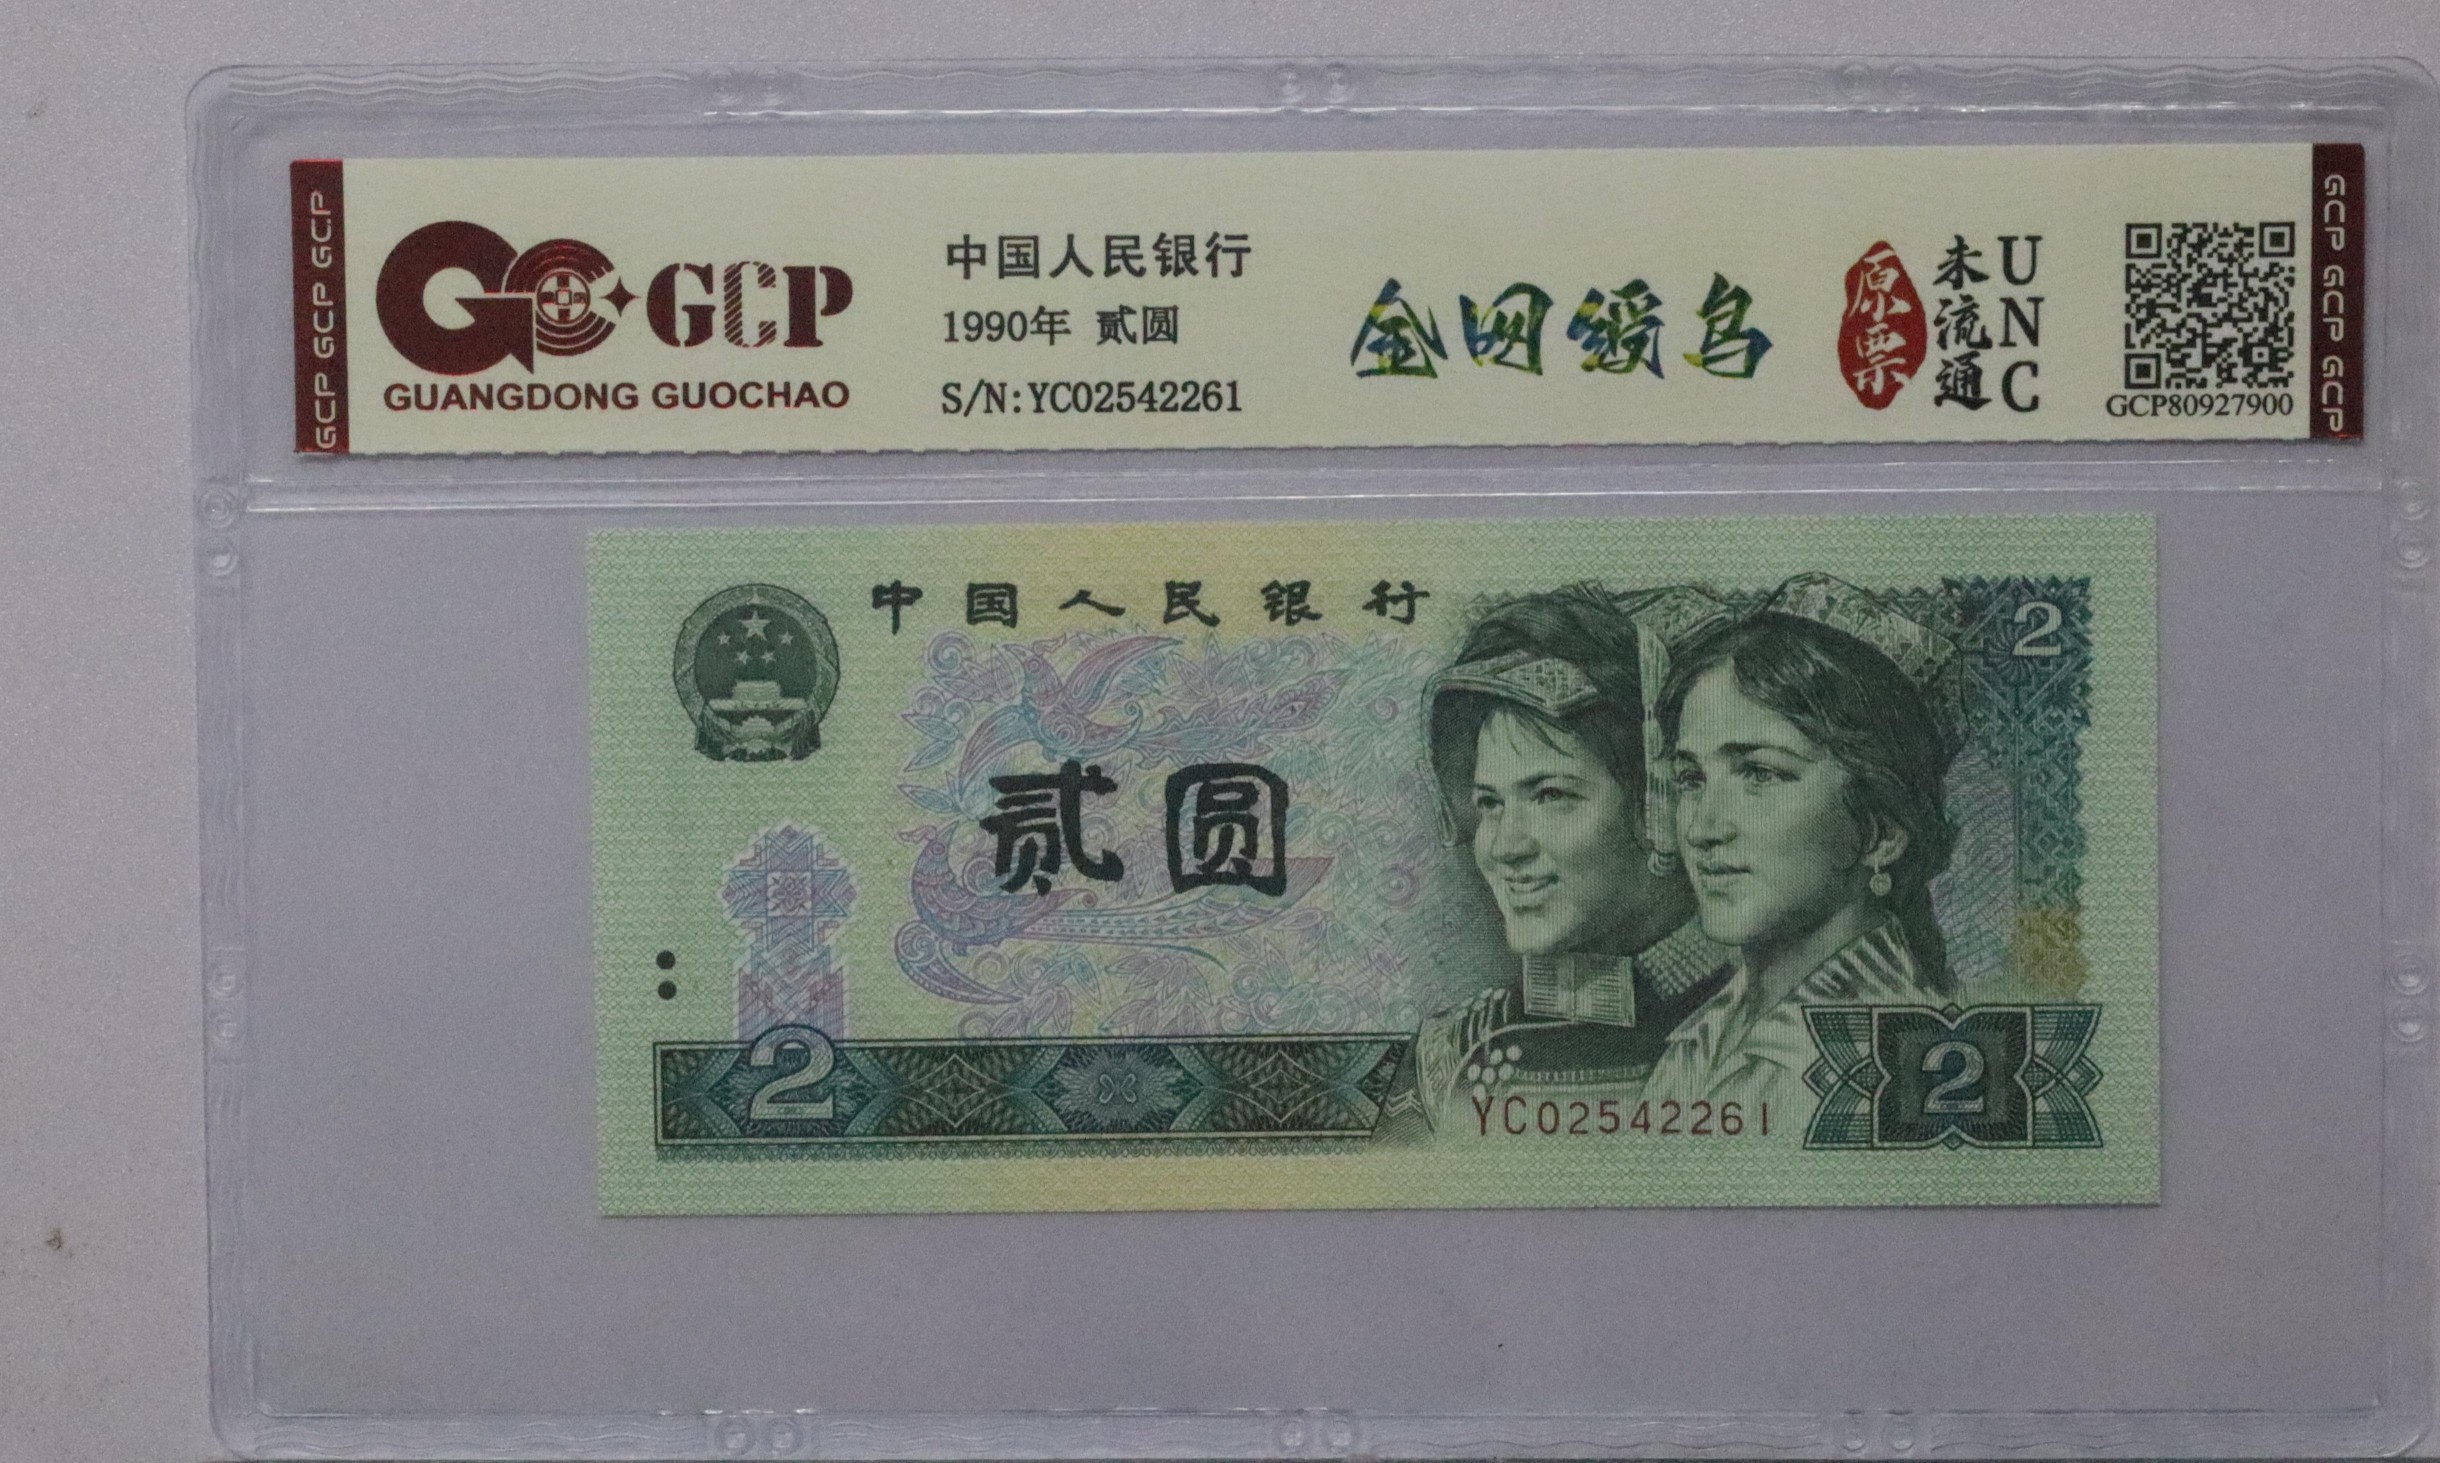 GCP GCP GCP
GCP
GUANGDONG GUOCHAO
中国人民银行
1990年 贰圆
S/N:YC02542261
金网绶鸟
原票
未流通
UNC
GCP80927900
GCP GCP GCP
中国人民银行
2
贰圆
2
YC02542261
2